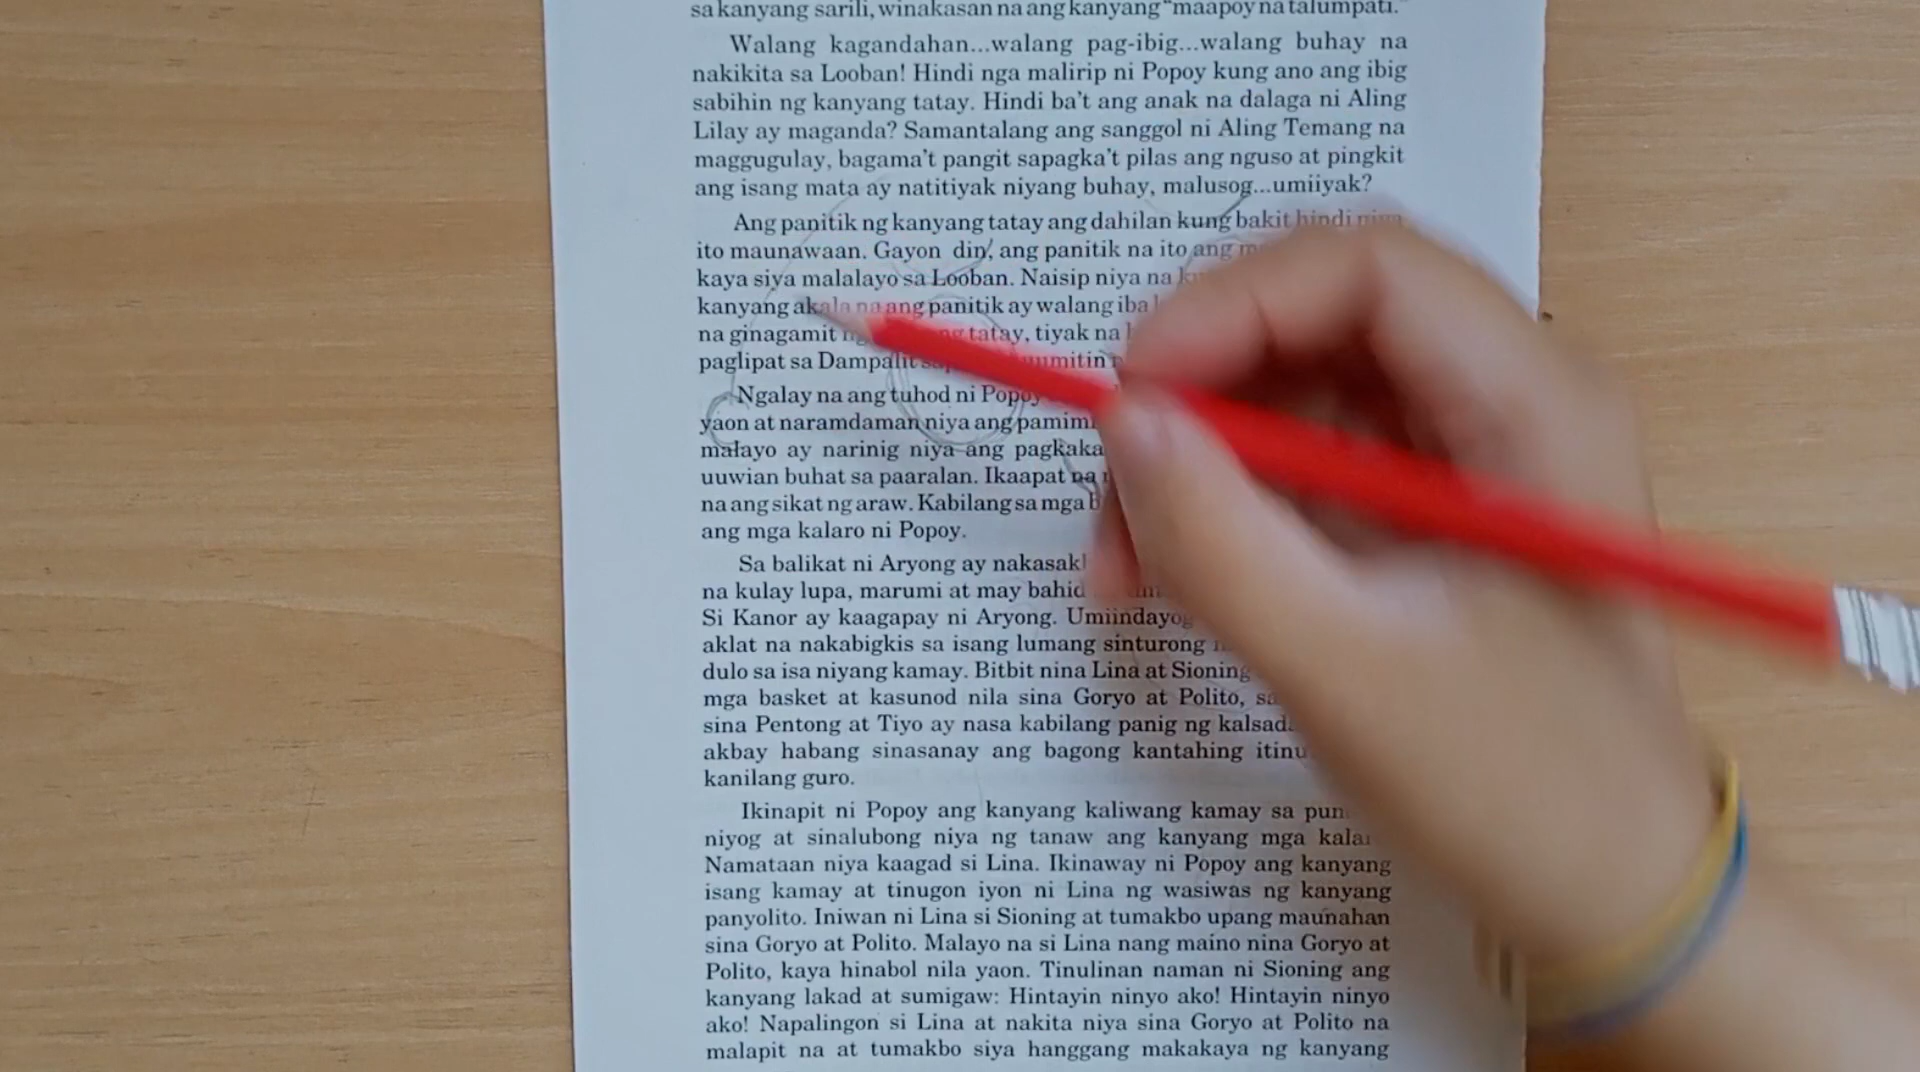 sa kanyang sarili, winakasan na ang kanyang "maapoy na talumpati."
Walang kagandahan...walang pag-ibig...walang buhay na
nakikita sa Looban! Hindi nga malirip ni Popoy kung ano ang ibig
sabihin ng kanyang tatay. Hindi ba't ang anak na dalaga ni Aling
Lilay ay maganda? Samantalang ang sanggol ni Aling Temang na
maggugulay, bagama't pangit sapagka't pilas ang nguso at pingkit
ang isang mata ay natitiyak niyang buhay, malusog...umiiyak?
Ang panitik ng kanyang tatay ang dahilan kung bakit hindi niya
ito maunawaan. Gayon din, ang panitik na ito ang
kaya siya malalayo sa Looban. Naisip niya na
kanyang akala na ang panitik ay walang iba
na ginagamit tatay, tiyak na
paglipat sa Dampalit
Ngalay na ang tuhod ni Popoy
yaon at naramdaman niya ang
malayo ay narinig niya ang
uuwian buhat sa paaralan. Ikaapat na
na ang sikat ng araw. Kabilang sa mga
ang mga kalaro ni Popoy.
Sa balikat ni Aryong ay
na kulay lupa, marumi at may bahid
Si Kanor ay kaagapay ni Aryong. Umiindayog
aklat na nakabigkis sa isang lumang sinturong
dulo sa isa niyang kamay. Bitbit nina Lina at Sioning
mga basket at kasunod nila sina Goryo at Polito,
sina Pentong at Tiyo ay nasa kabilang panig ng
akbay habang sinasanay ang bagong kantahing
kanilang guro.
Ikinapit ni Popoy ang kanyang kaliwang kamay sa
niyog at sinalubong niya ng tanaw ang kanyang mga
Namataan niya kaagad si Lina. Ikinaway ni Popoy ang kanyang
isang kamay at tinugon iyon ni Lina ng wasiwas ng kanyang
panyolito. Iniwan ni Lina si Sioning at tumakbo upang maunahan
sina Goryo at Polito. Malayo na si Lina nang maino nina Goryo at
Polito, kaya hinabol nila yaon. Tinulinan naman ni Sioning ang
kanyang lakad at sumigaw: Hintayin ninyo ako! Hintayin ninyo
ako! Napalingon si Lina at nakita niya sina Goryo at Polito na
malapit na at tumakbo siya hanggang makakaya ng kanyang